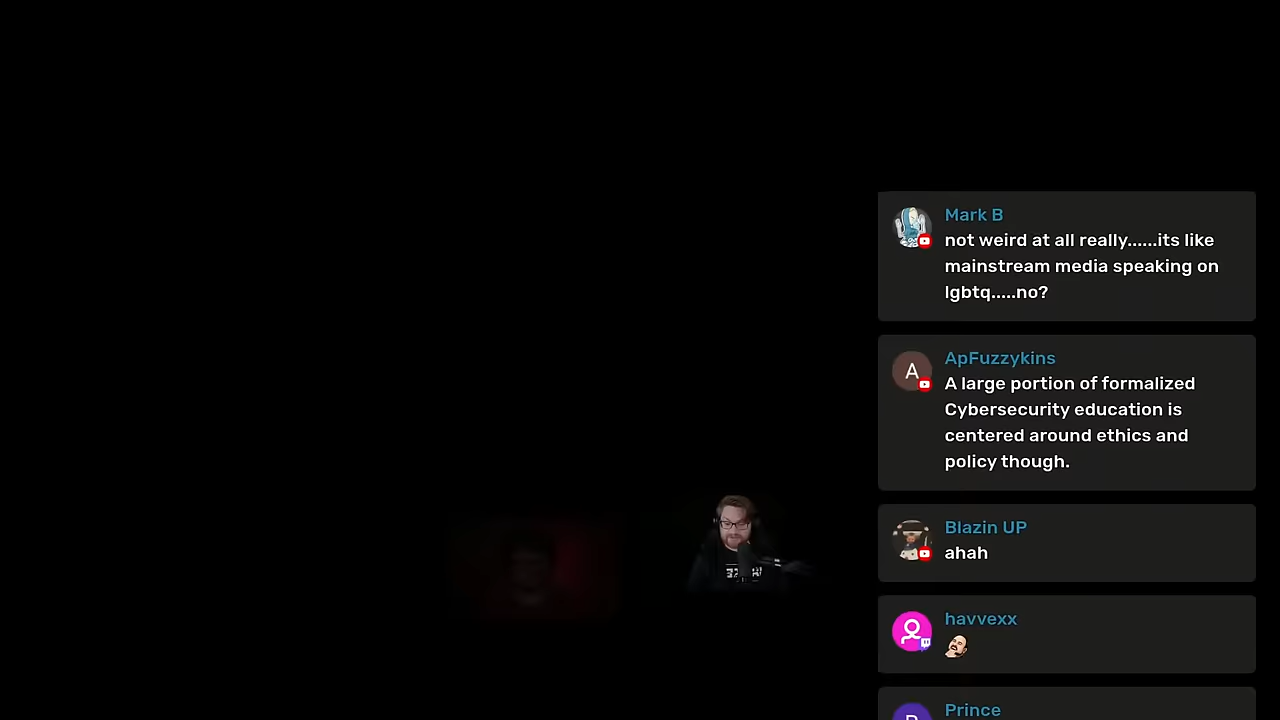 Mark B
not weird at all really......its like
mainstream media speaking on
lgbtq.....no?
ApFuzzykins
A
A large portion of formalized
Cybersecurity education is
centered around ethics and
policy though.
Blazin UP
ahah
havvexx
Prince